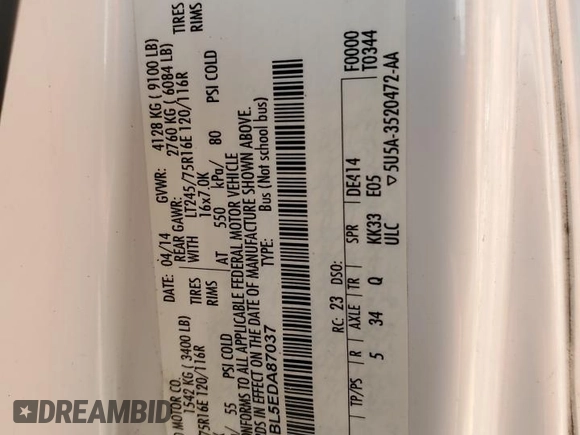 MOTOR CO.
DATE: 04/14 GVWR: 4128 KG ( 9100 LB)
1542 KG ( 3400 LB) REAR GAWR: 2760 KG ( 6084 LB)
75R16E 120/116R TIRES WITH LT245/75R16E 120/116R TIRES
RIMS 16x7.0K RIMS
/ 55 PSI COLD AT 550 kPa/ 80 PSI COLD
CONFORMS TO ALL APPLICABLE FEDERAL MOTOR VEHICLE
IN EFFECT ON THE DATE OF MANUFACTURE SHOWN ABOVE.
BL5EDA87037 TYPE: Bus (Not school bus)
F0000
T0344
RC: 23 DSO:
TP/PS R AXLE TR SPR DE414
5 34 Q KK33 E05
ULC ▽5U5A-3520472-AA
DREAMBID